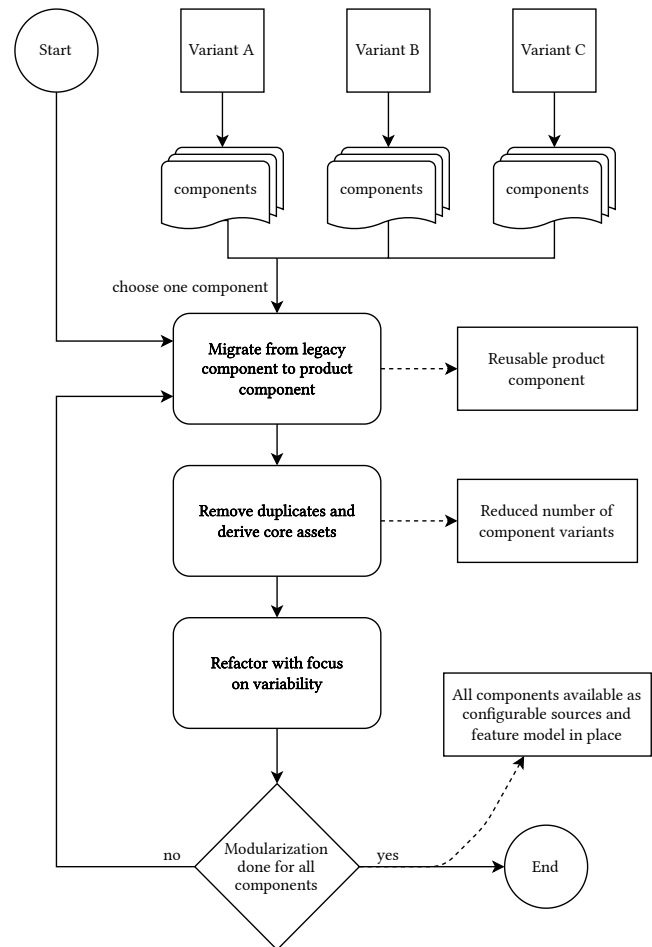 Start
Variant A
Variant B
Variant C
components
components
components
choose one component
Migrate from legacy
component to product
component
Reusable product
component
Remove duplicates and
derive core assets
Reduced number of
component variants
Refactor with focus
on variability
All components available as
configurable sources and
feature model in place
no
Modularization
done for all
components
yes
End